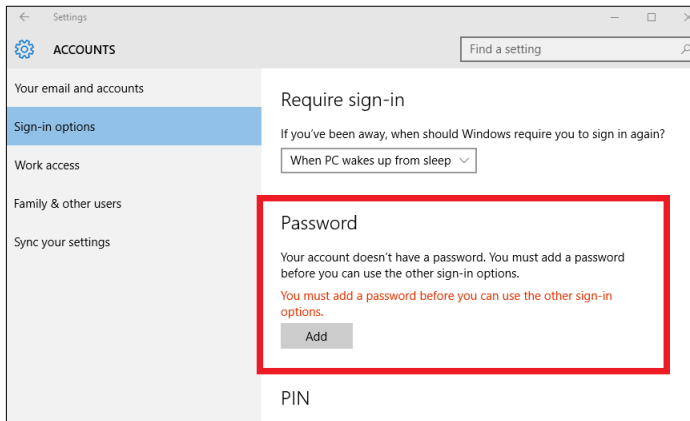 Settings
ACCOUNTS
Find a setting
Your email and accounts
Sign-in options
Work access
Family & other users
Sync your settings
Require sign-in
If you've been away, when should Windows require you to sign in again?
When PC wakes up from sleep
Password
Your account doesn't have a password. You must add a password
before you can use the other sign-in options.
You must add a password before you can use the other sign-in
options.
Add
PIN